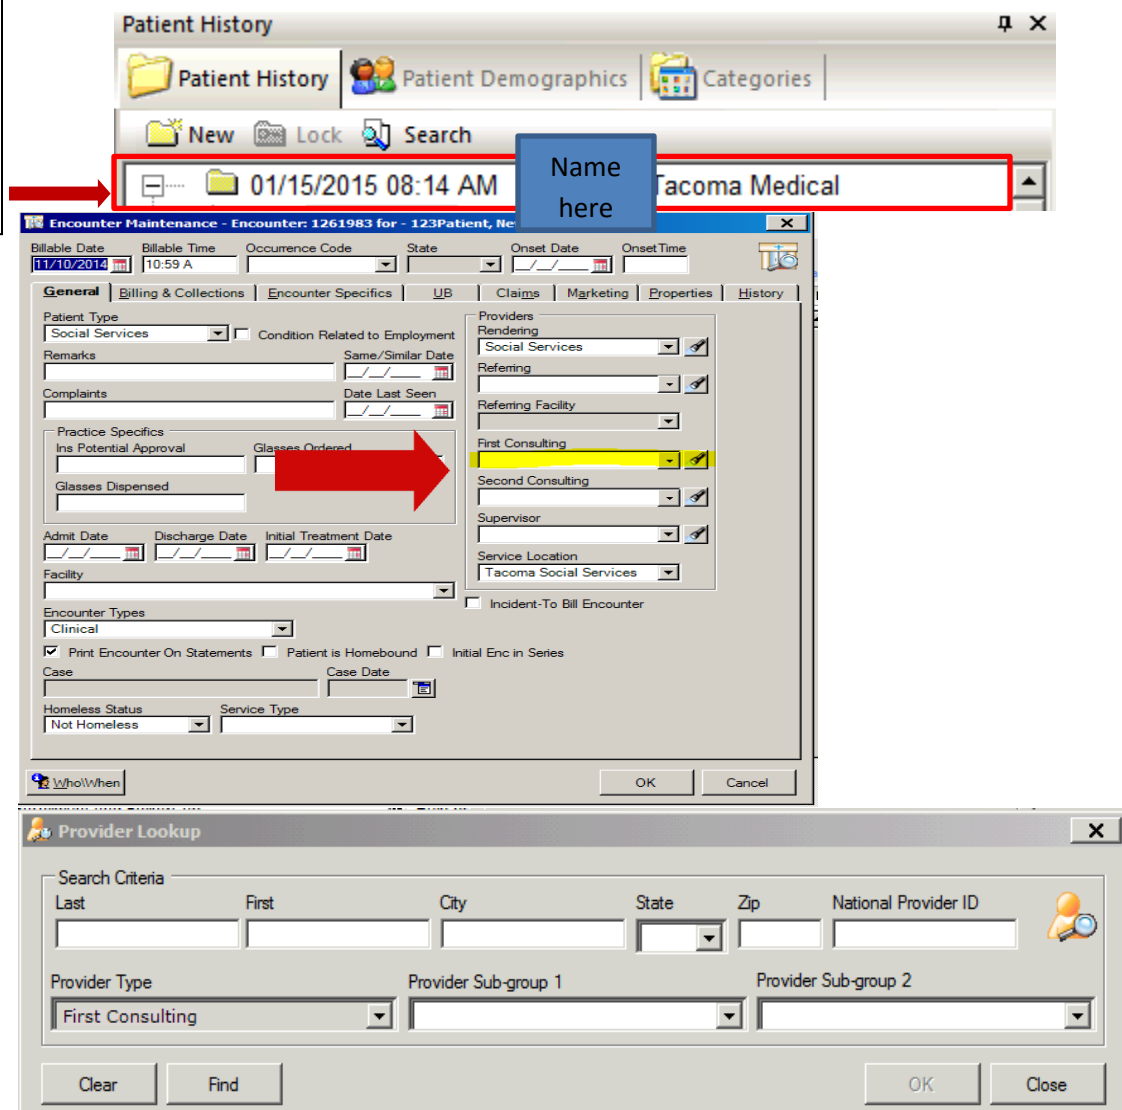 Patient History
Patient History Patient Demographics Categories
New Lock Search
01/15/2015 08:14 AM Tacoma Medical
Name
here
Encounter Maintenance - Encounter: 1261983 for - 123Patient, Ne
Billable Date Billable Time Occurrence Code State Onset Date OnsetTime
11/10/2014 10:59 A _/_/___
General Billing & Collections Encounter Specifics UB Claims Marketing Properties History
Patient Type
Social Services Condition Related to Employment
Remarks Same/Similar Date
_/_/___
Complaints Date Last Seen
_/_/___
Practice Specifics
Ins Potential Approval Glasses Ordered
Glasses Dispensed
Admit Date Discharge Date Initial Treatment Date
_/_/___ _/_/___ _/_/___
Facility
Encounter Types
Clinical
Print Encounter On Statements Patient is Homebound Initial Enc in Series
Case Case Date
Homeless Status Service Type
Not Homeless
Providers
Rendering
Social Services
Referring
Referring Facility
First Consulting
Second Consulting
Supervisor
Service Location
Tacoma Social Services
Incident-To Bill Encounter
Who\When OK Cancel
Provider Lookup
Search Criteria
Last First City State Zip National Provider ID
Provider Type Provider Sub-group 1 Provider Sub-group 2
First Consulting
Clear Find OK Close